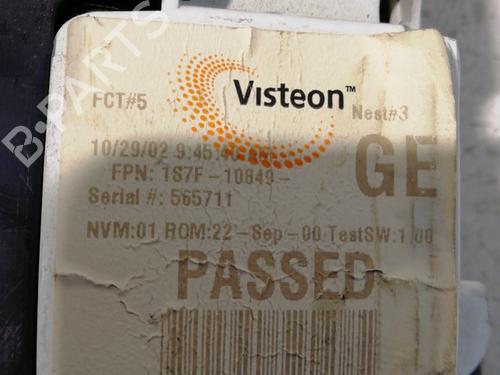 Visteon™
FCT#5
Nest#3
10/29/02 9:45:40
GE
FPN: 1S7F-10849-
Serial #: 565711
NVM:01 ROM:22-Sep-00 TestSW:1.00
PASSED
B-PARTS